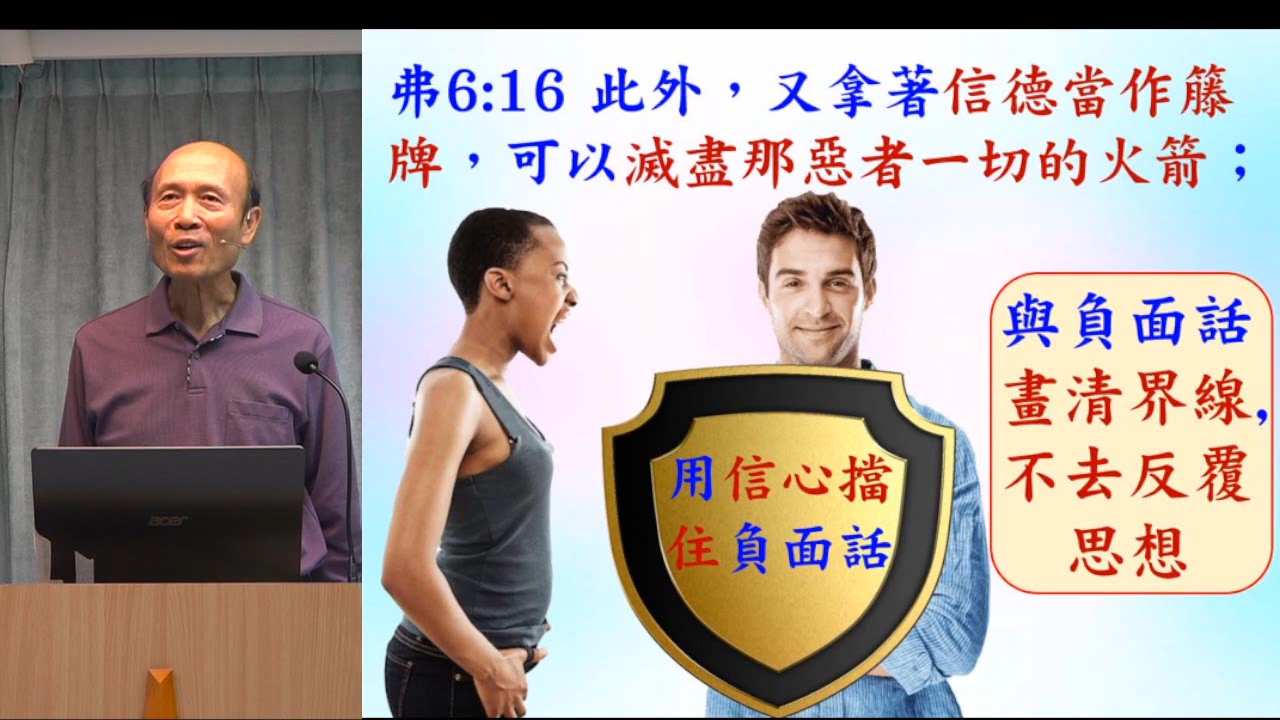 弗6:16 此外，又拿著信德當作籐
牌，可以滅盡那惡者一切的火箭；
與負面話
畫清界線,
不去反覆
思想
用信心擋
住負面話
acer